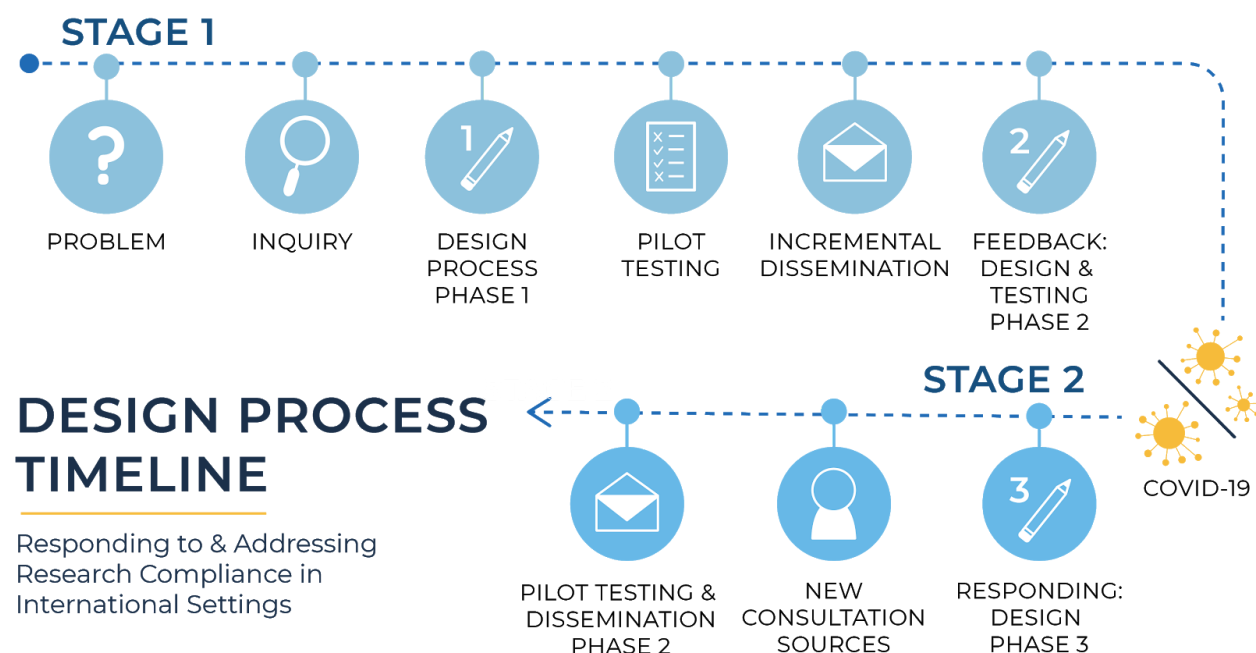 STAGE 1
1
2
PROBLEM
INQUIRY
DESIGN
PROCESS
PHASE 1
PILOT
TESTING
INCREMENTAL
DISSEMINATION
FEEDBACK:
DESIGN &
TESTING
PHASE 2
COVID-19
STAGE 2
3
RESPONDING:
DESIGN
PHASE 3
NEW
CONSULTATION
SOURCES
PILOT TESTING &
DISSEMINATION
PHASE 2
DESIGN PROCESS
TIMELINE
Responding to & Addressing
Research Compliance in
International Settings